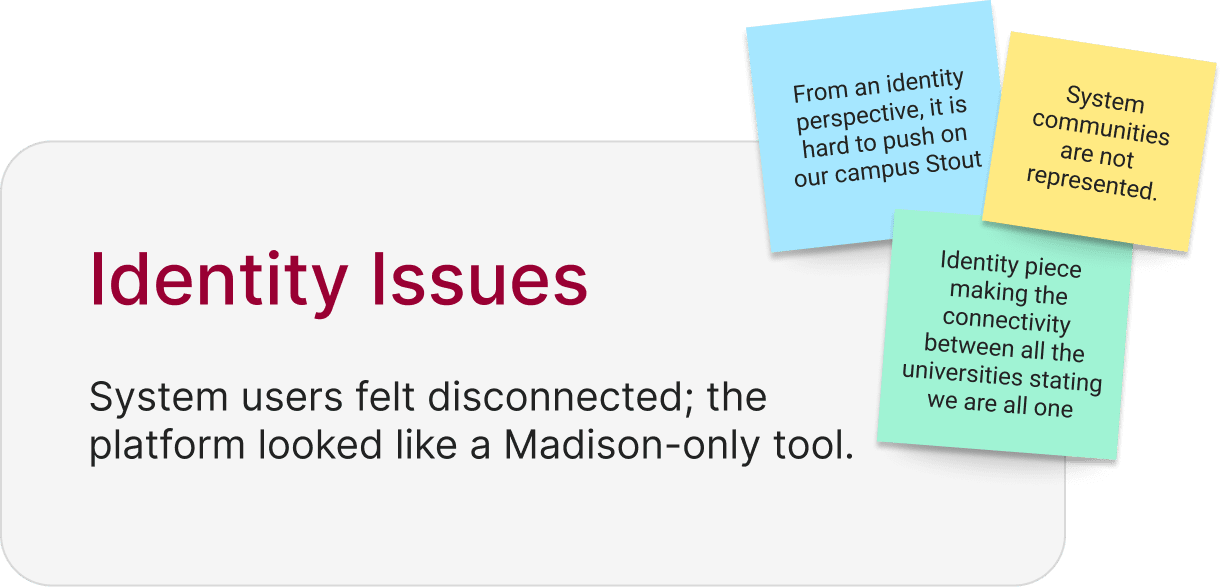 From an identity
perspective, it is
hard to push on
our campus Stout
System
communities
are not
represented.
Identity piece
making the
connectivity
between all the
universities stating
we are all one
Identity Issues
System users felt disconnected; the
platform looked like a Madison-only tool.